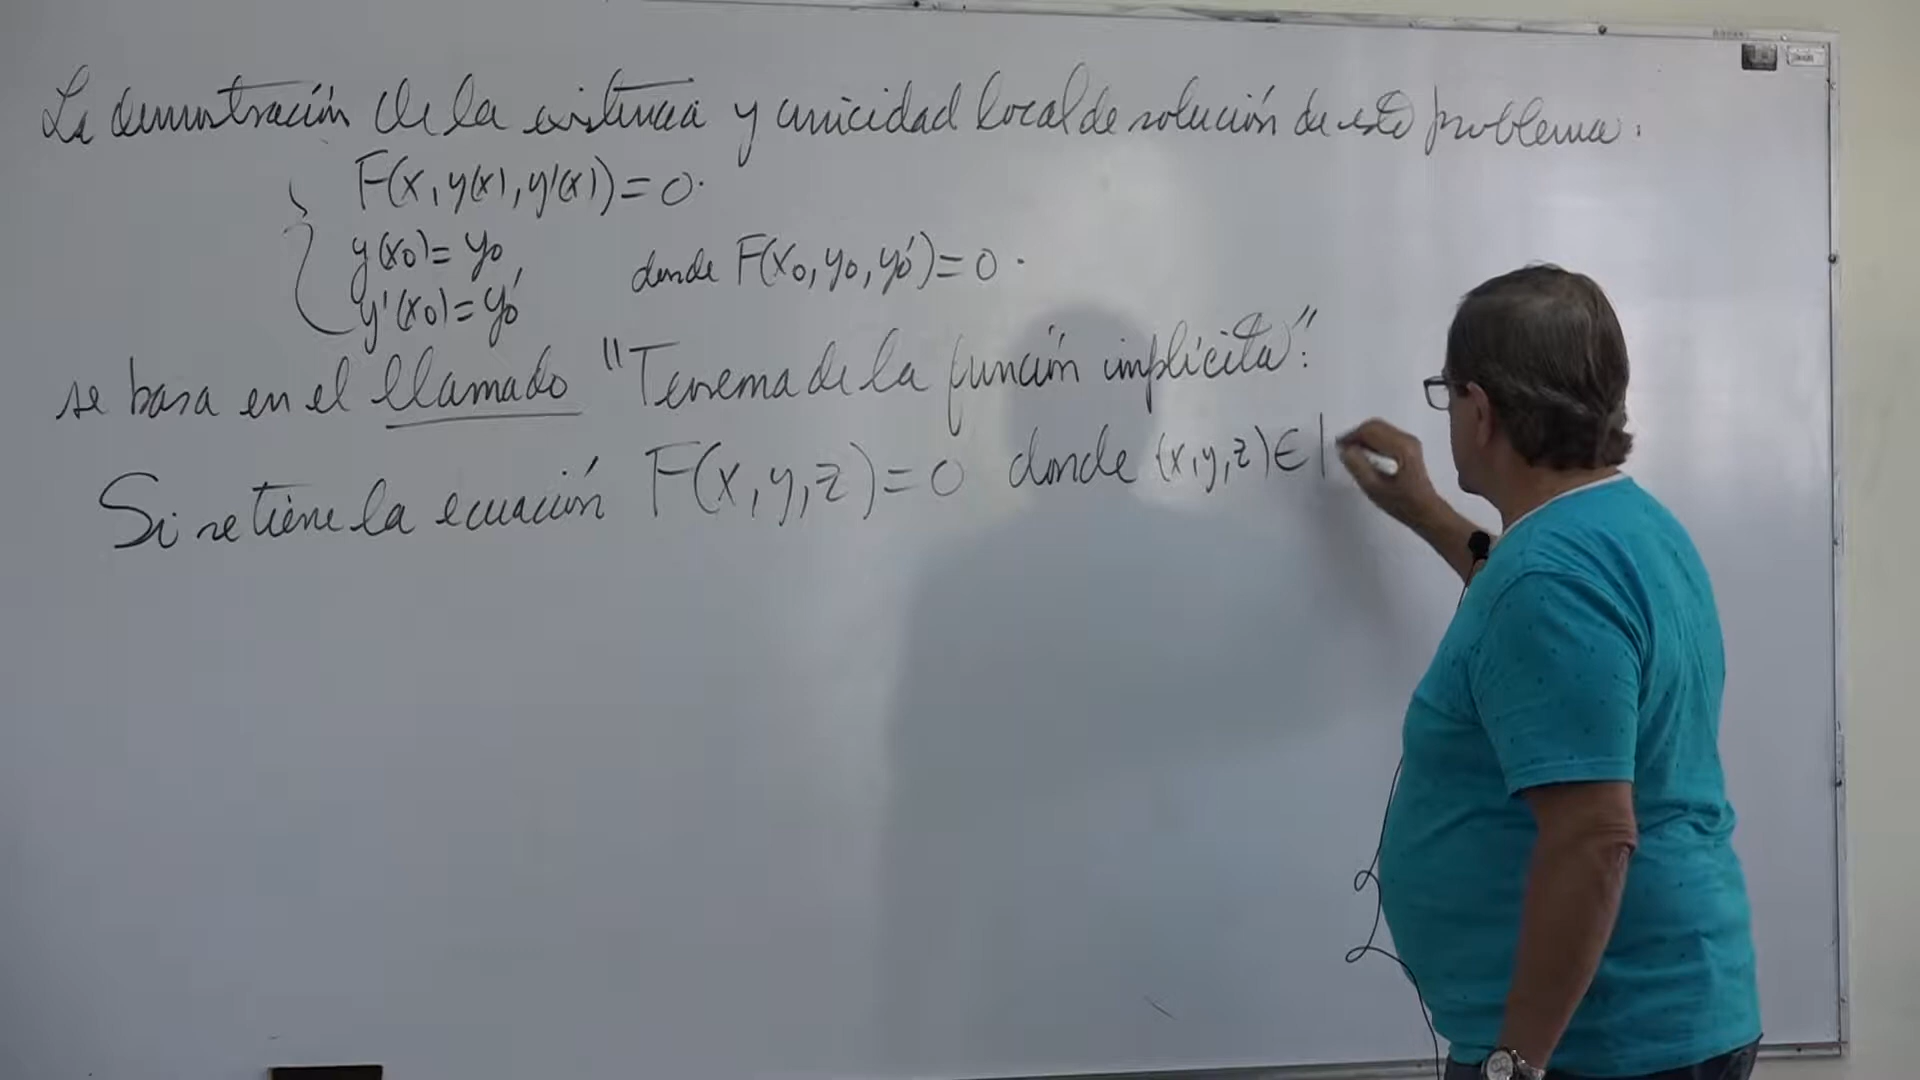 La demostración de la existencia y unicidad local de solución de este problema:
F(x, y(x), y'(x)) = 0.
y(x₀) = y₀ donde F(x₀, y₀, y₀') = 0.
y'(x₀) = y₀'
se basa en el llamado "Teorema de la función implícita":
Si se tiene la ecuación F(x, y, z) = 0 donde (x, y, z) ∈